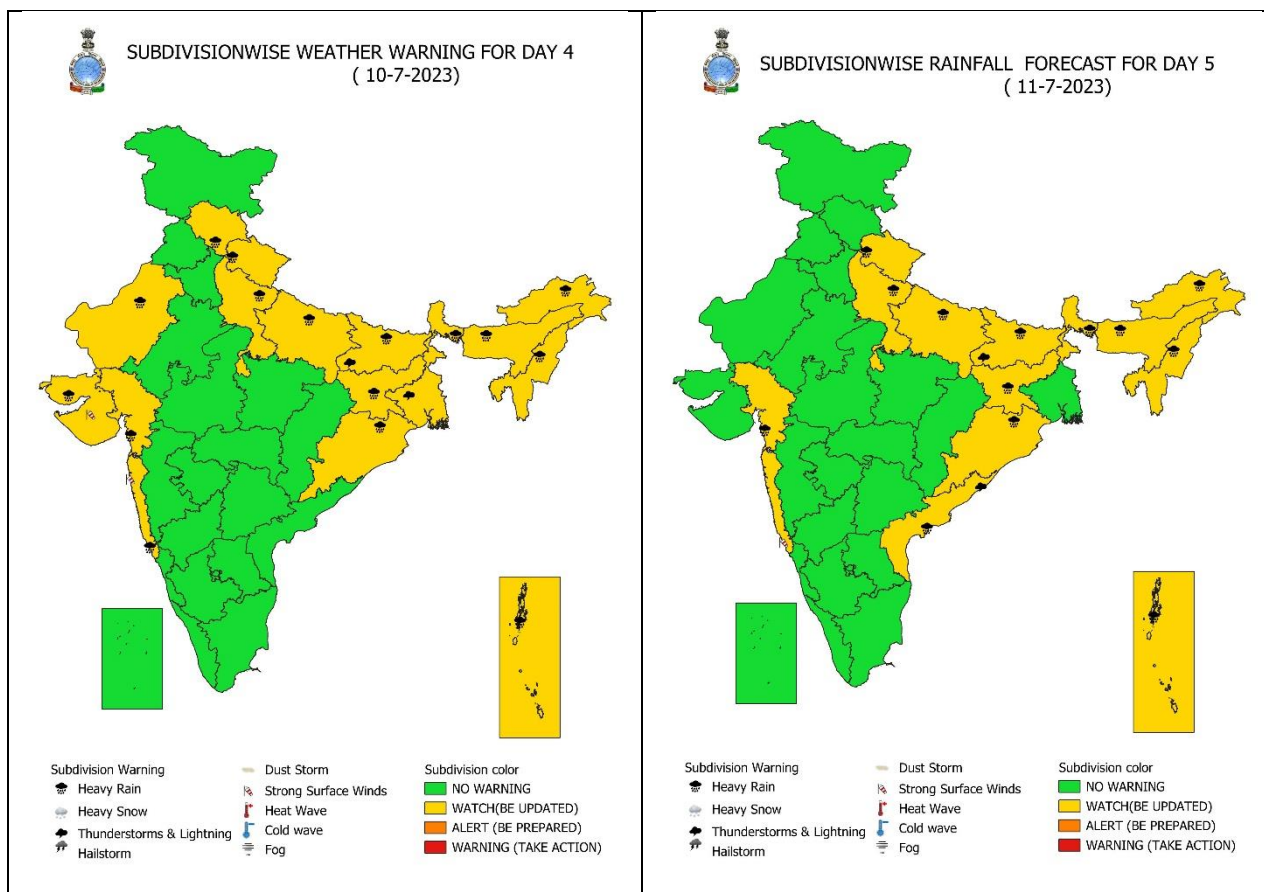 SUBDIVISIONWISE WEATHER WARNING FOR DAY 4
( 10-7-2023)
Subdivision Warning
Heavy Rain
Heavy Snow
Thunderstorms & Lightning
Hailstorm
Dust Storm
Strong Surface Winds
Heat Wave
Cold wave
Fog
Subdivision color
NO WARNING
WATCH(BE UPDATED)
ALERT (BE PREPARED)
WARNING (TAKE ACTION)
SUBDIVISIONWISE RAINFALL FORECAST FOR DAY 5
( 11-7-2023)
Subdivision Warning
Heavy Rain
Heavy Snow
Thunderstorms & Lightning
Hailstorm
Dust Storm
Strong Surface Winds
Heat Wave
Cold wave
Fog
Subdivision color
NO WARNING
WATCH(BE UPDATED)
ALERT (BE PREPARED)
WARNING (TAKE ACTION)